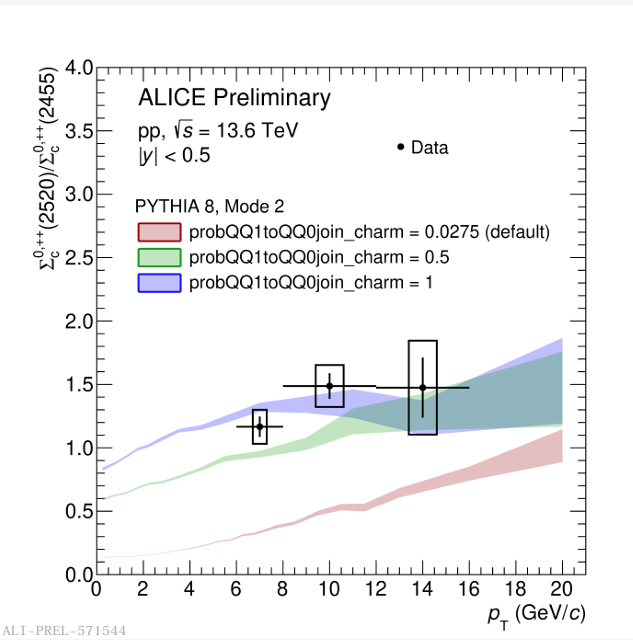 4.0
3.5
3.0
2.5
2.0
1.5
1.0
0.5
0.0
Σc0,++(2520)/Σc0,++(2455)
ALICE Preliminary
pp, √s = 13.6 TeV
|y| < 0.5
Data
PYTHIA 8, Mode 2
probQQ1toQQ0join_charm = 0.0275 (default)
probQQ1toQQ0join_charm = 0.5
probQQ1toQQ0join_charm = 1
0 2 4 6 8 10 12 14 16 18 20
pT (GeV/c)
ALI-PREL-571544